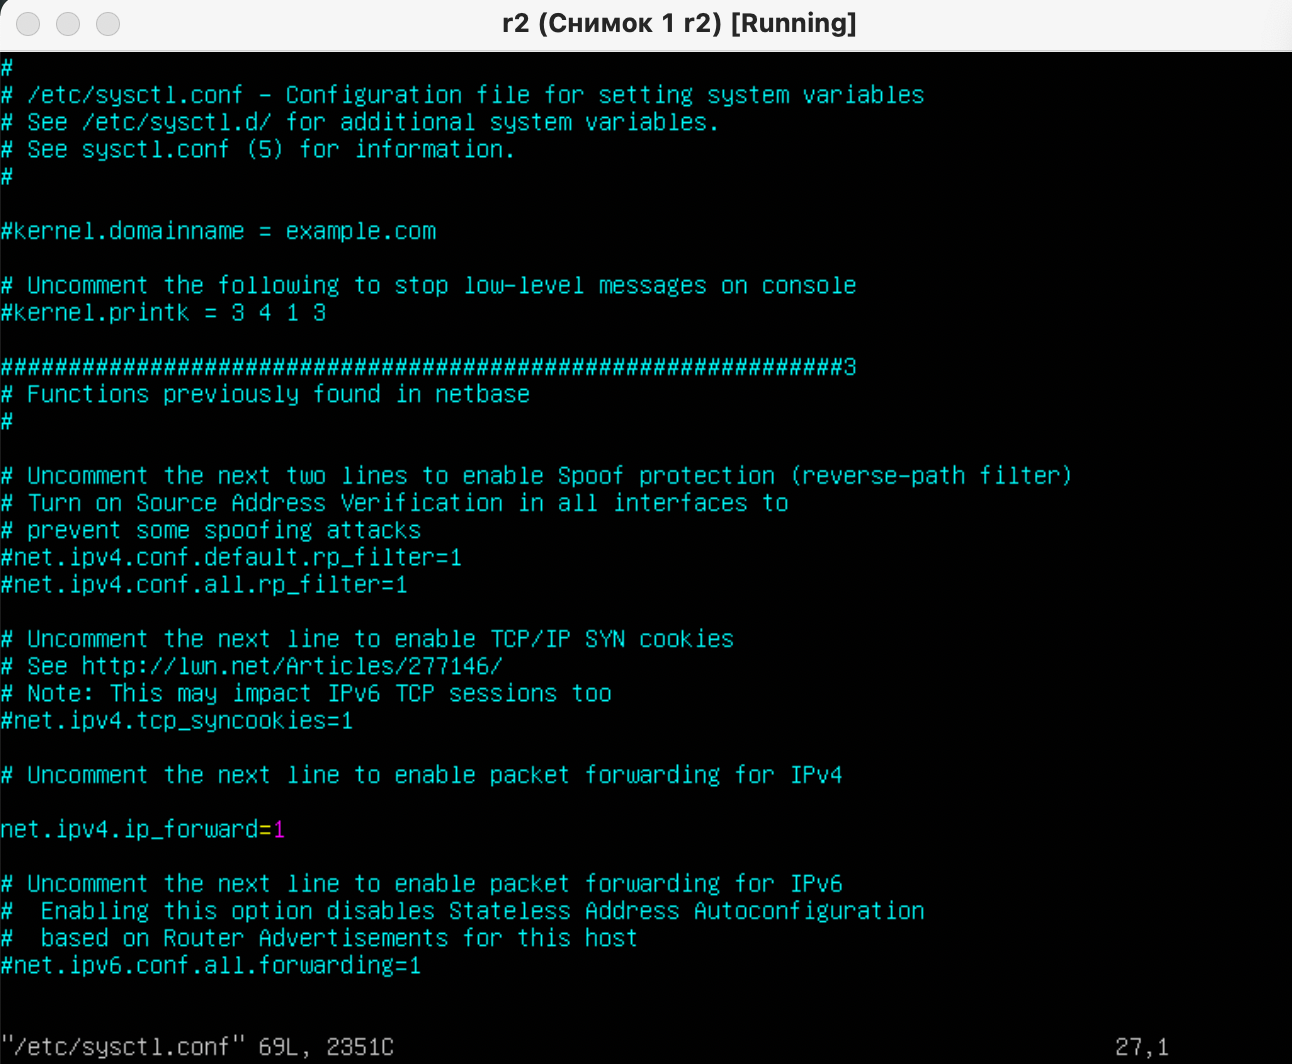 r2 (Снимок 1 r2) [Running]
#
# /etc/sysctl.conf - Configuration file for setting system variables
# See /etc/sysctl.d/ for additional system variables.
# See sysctl.conf (5) for information.
#
#kernel.domainname = example.com
# Uncomment the following to stop low-level messages on console
#kernel.printk = 3 4 1 3
##############################################################3
# Functions previously found in netbase
#
# Uncomment the next two lines to enable Spoof protection (reverse-path filter)
# Turn on Source Address Verification in all interfaces to
# prevent some spoofing attacks
#net.ipv4.conf.default.rp_filter=1
#net.ipv4.conf.all.rp_filter=1
# Uncomment the next line to enable TCP/IP SYN cookies
# See http://lwn.net/Articles/277146/
# Note: This may impact IPv6 TCP sessions too
#net.ipv4.tcp_syncookies=1
# Uncomment the next line to enable packet forwarding for IPv4
net.ipv4.ip_forward=1
# Uncomment the next line to enable packet forwarding for IPv6
#  Enabling this option disables Stateless Address Autoconfiguration
#  based on Router Advertisements for this host
#net.ipv6.conf.all.forwarding=1
"/etc/sysctl.conf" 69L, 2351C 27,1